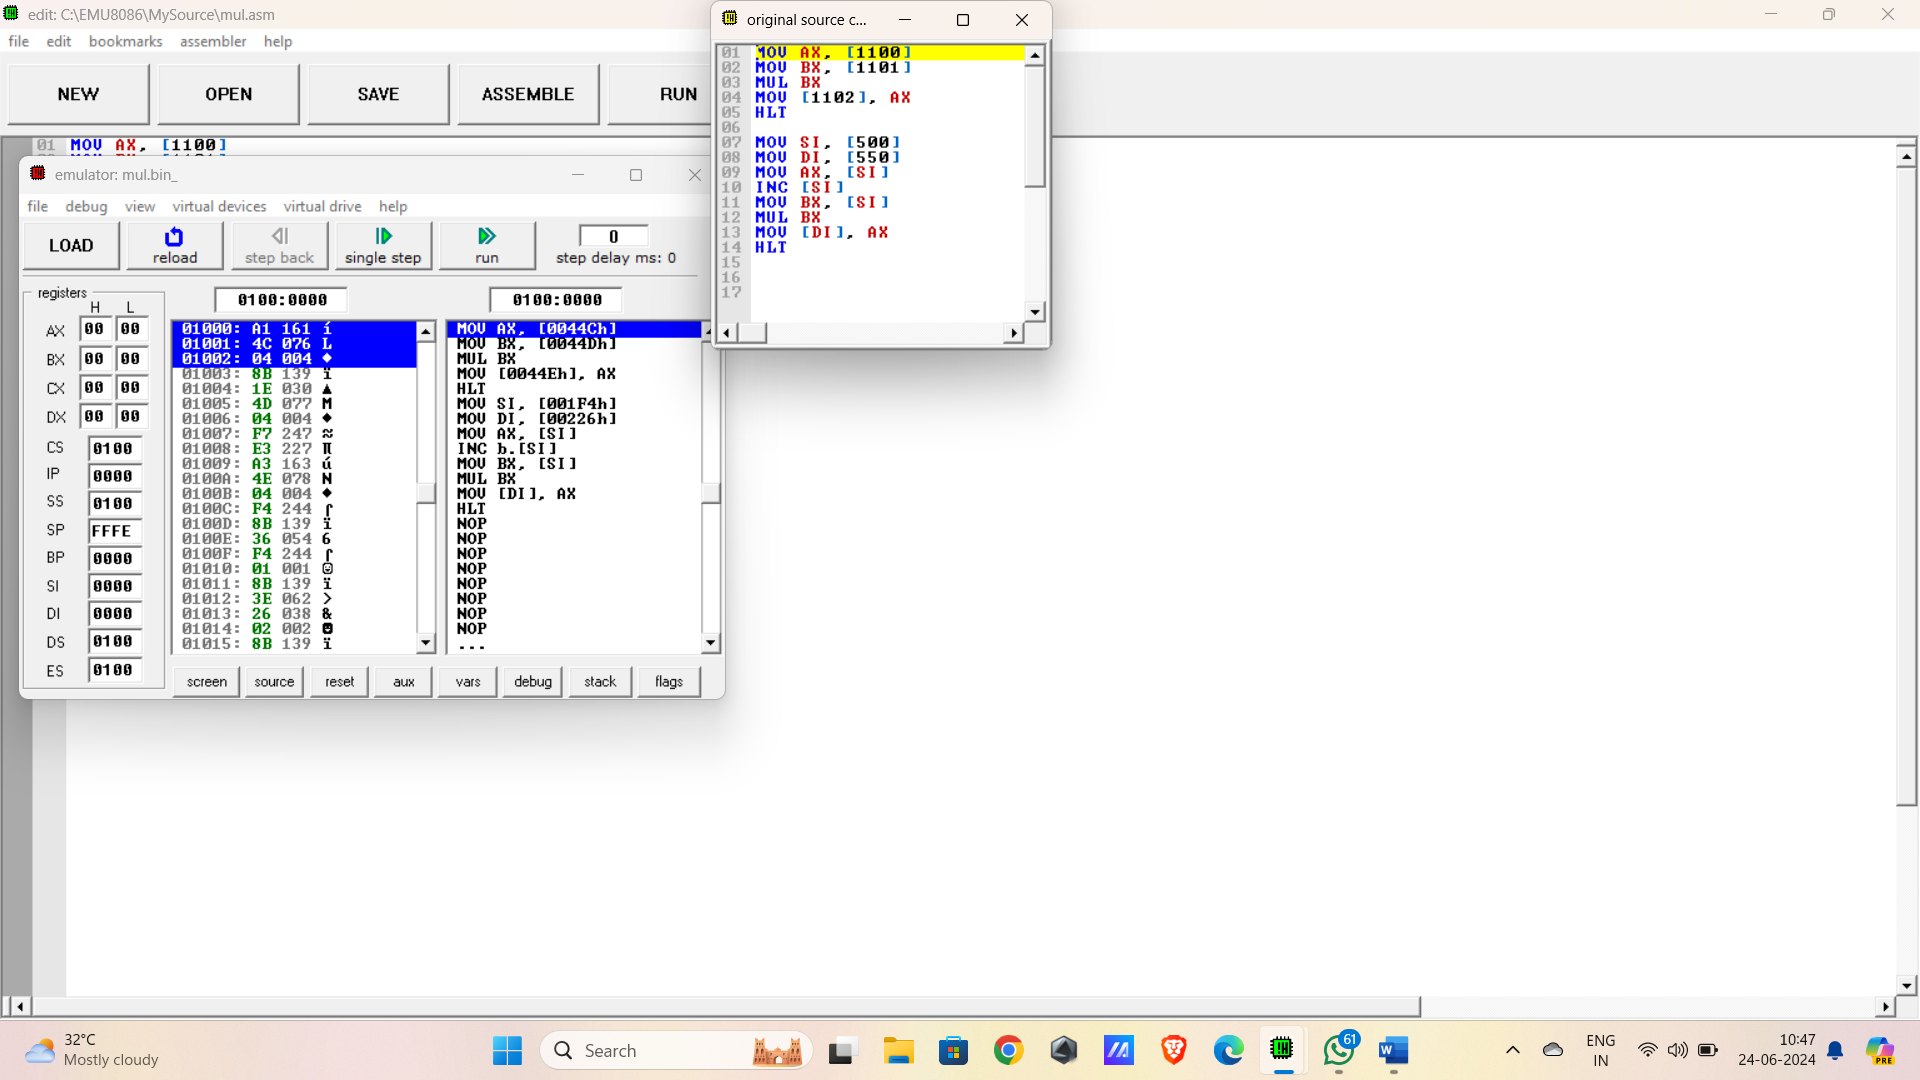 edit: C:\EMU8086\MySource\mul.asm
file edit bookmarks assembler help
NEW OPEN SAVE ASSEMBLE RUN
01 MOV AX, [1100]
original source c...
01 MOV AX, [1100]
02 MOV BX, [1101]
03 MUL BX
04 MOV [1102], AX
05 HLT
06
07 MOV SI, [500]
08 MOV DI, [550]
09 MOV AX, [SI]
10 INC [SI]
11 MOV BX, [SI]
12 MUL BX
13 MOV [DI], AX
14 HLT
15
16
17
emulator: mul.bin_
file debug view virtual devices virtual drive help
LOAD reload step back single step run 0 step delay ms: 0
registers
H L
AX 00 00
BX 00 00
CX 00 00
DX 00 00
CS 0100
IP 0000
SS 0100
SP FFFE
BP 0000
SI 0000
DI 0000
DS 0100
ES 0100
0100:0000
01000: A1 161 í
01001: 4C 076 L
01002: 04 004 ♦
01003: 8B 139 ï
01004: 1E 030 ▲
01005: 4D 077 M
01006: 04 004 ♦
01007: F7 247 ≈
01008: E3 227 π
01009: A3 163 ú
0100A: 4E 078 N
0100B: 04 004 ♦
0100C: F4 244 ⌠
0100D: 8B 139 ï
0100E: 36 054 6
0100F: F4 244 ⌠
01010: 01 001 ☺
01011: 8B 139 ï
01012: 3E 062 >
01013: 26 038 &
01014: 02 002 ☻
01015: 8B 139 ï
0100:0000
MOV AX, [0044Ch]
MOV BX, [0044Dh]
MUL BX
MOV [0044Eh], AX
HLT
MOV SI, [001F4h]
MOV DI, [00226h]
MOV AX, [SI]
INC b.[SI]
MOV BX, [SI]
MUL BX
MOV [DI], AX
HLT
NOP
NOP
NOP
NOP
NOP
NOP
NOP
NOP
...
screen source reset aux vars debug stack flags
32°C
Mostly cloudy
Search
61
ENG
IN
10:47
24-06-2024
PRE